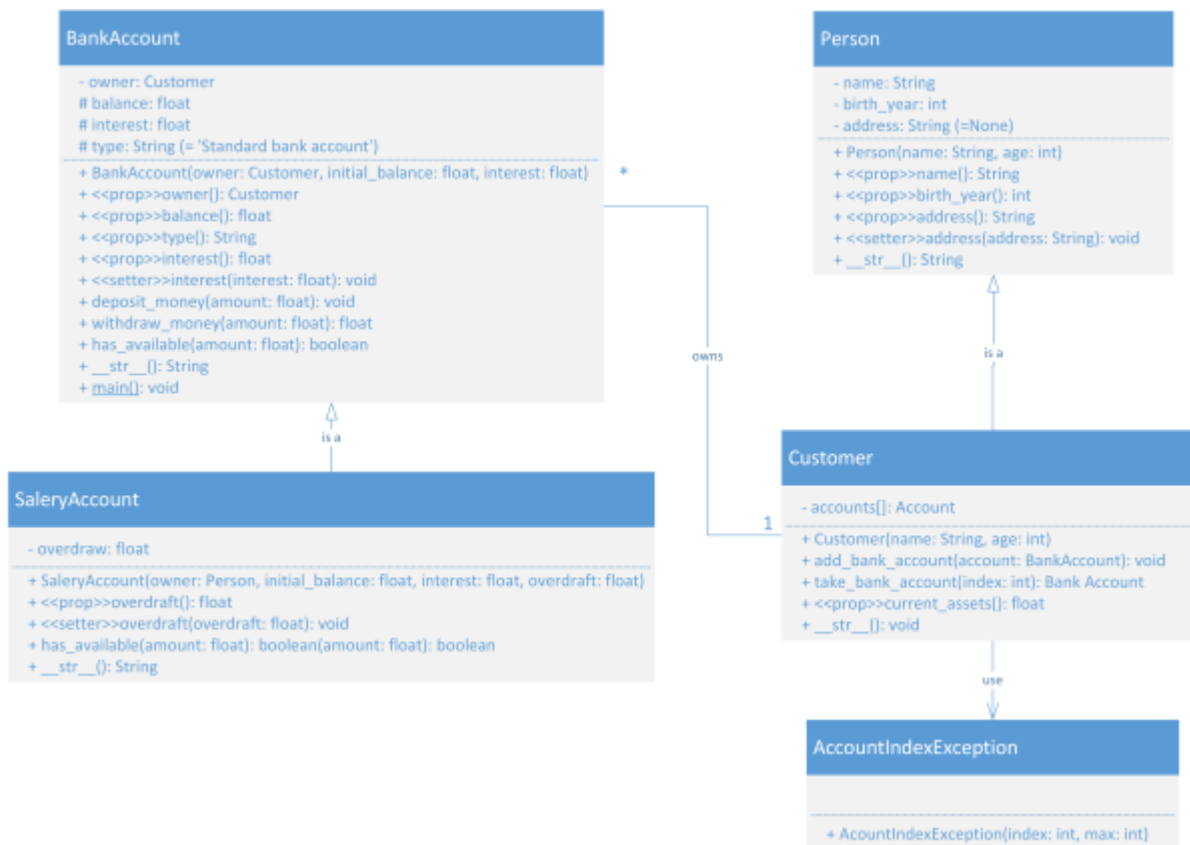 BankAccount
- owner: Customer
# balance: float
# interest: float
# type: String (= 'Standard bank account')
+ BankAccount(owner: Customer, initial_balance: float, interest: float)
+ <<prop>>owner(): Customer
+ <<prop>>balance(): float
+ <<prop>>type(): String
+ <<prop>>interest(): float
+ <<setter>>interest(interest: float): void
+ deposit_money(amount: float): void
+ withdraw_money(amount: float): float
+ has_available(amount: float): boolean
+ __str__(): String
+ main(): void
*
owns
1
Person
- name: String
- birth_year: int
- address: String (=None)
+ Person(name: String, age: int)
+ <<prop>>name(): String
+ <<prop>>birth_year(): int
+ <<prop>>address(): String
+ <<setter>>address(address: String): void
+ __str__(): String
is a
is a
SaleryAccount
- overdraw: float
+ SaleryAccount(owner: Person, initial_balance: float, interest: float, overdraft: float)
+ <<prop>>overdraft(): float
+ <<setter>>overdraft(overdraft: float): void
+ has_available(amount: float): boolean(amount: float): boolean
+ __str__(): String
Customer
- accounts[]: Account
+ Customer(name: String, age: int)
+ add_bank_account(account: BankAccount): void
+ take_bank_account(index: int): Bank Account
+ <<prop>>current_assets(): float
+ __str__(): void
use
AccountIndexException
+ AcountIndexException(index: int, max: int)